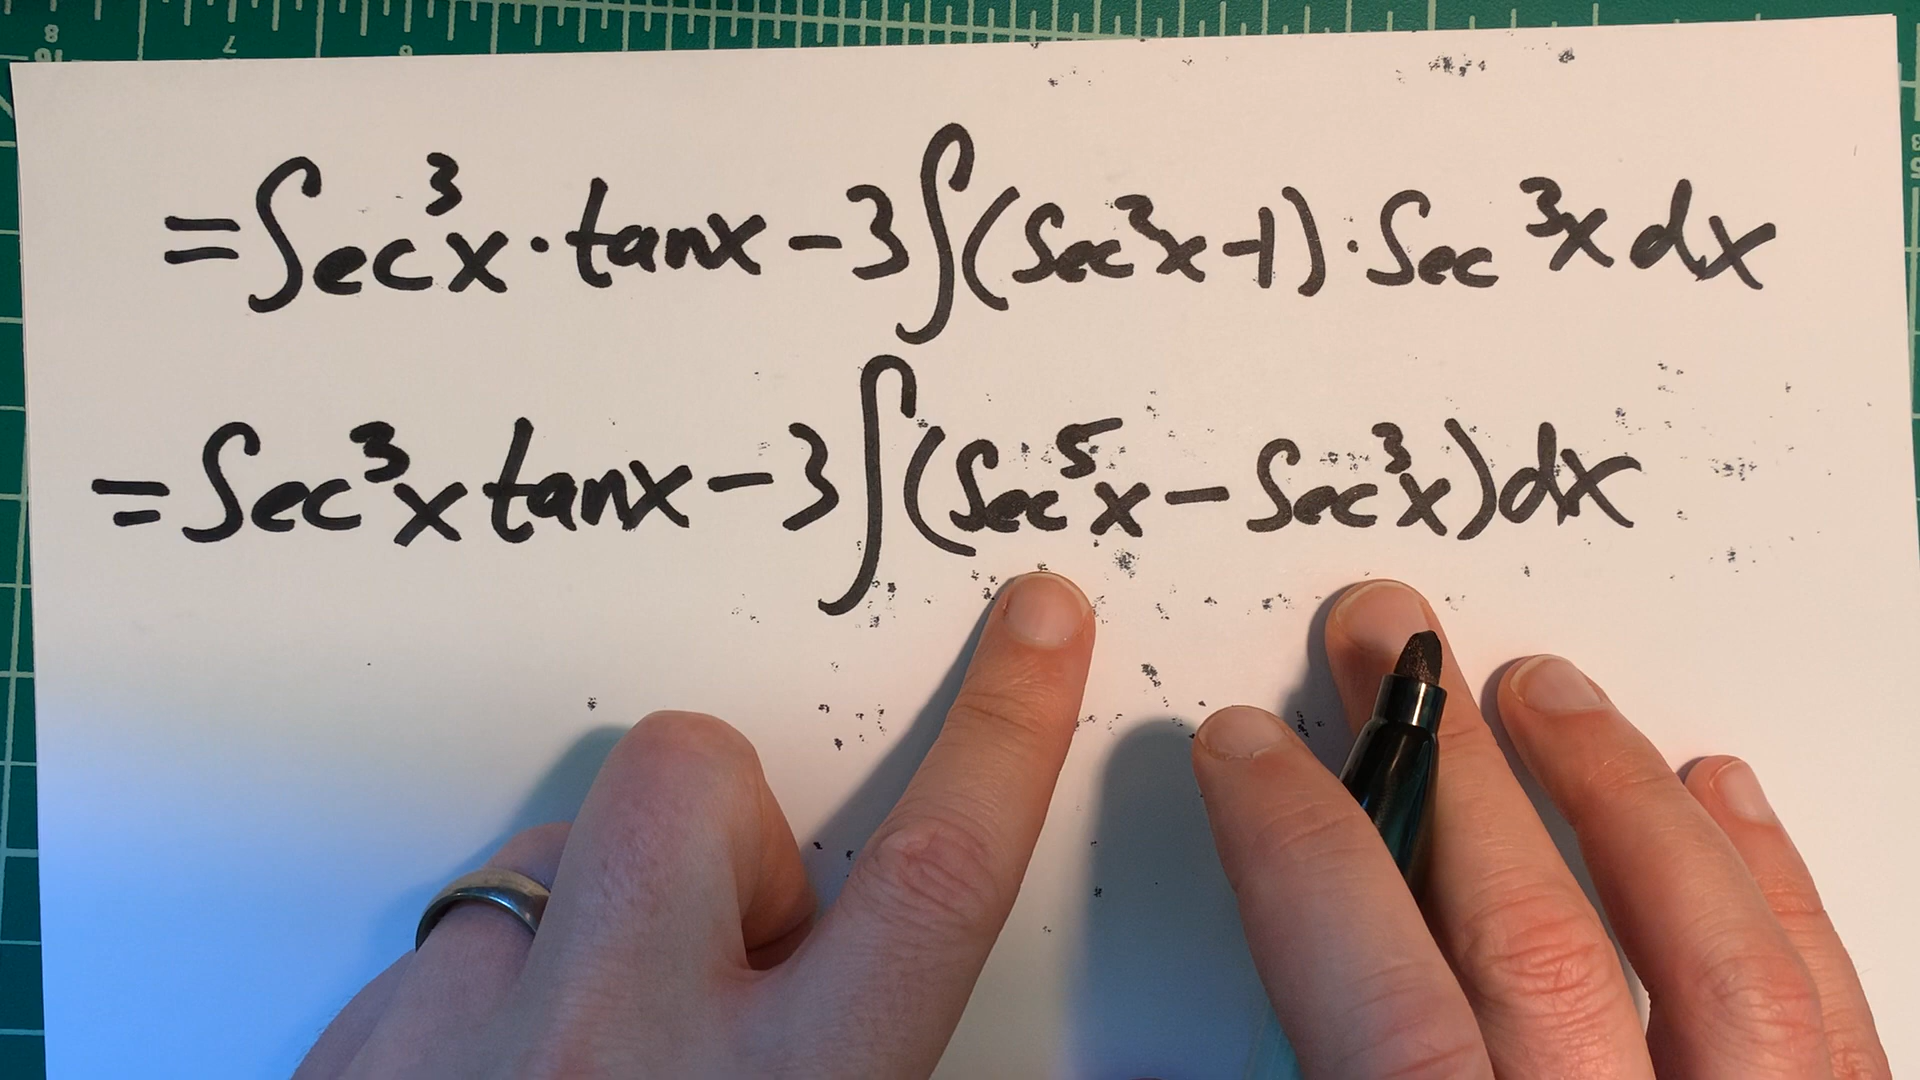 = Sec³x · tanx − 3∫(Sec²x − 1) · Sec³x dx
= Sec³x tanx − 3∫(Sec⁵x − Sec³x)dx